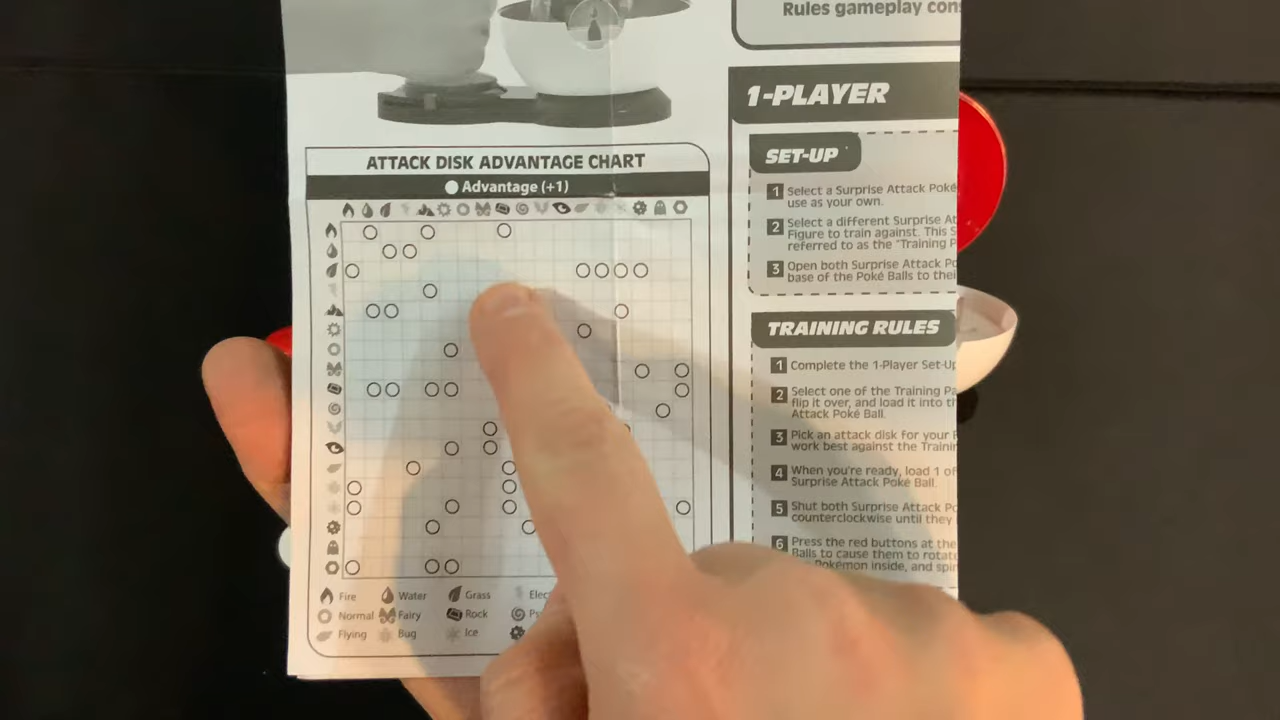 Rules gameplay
1-PLAYER
ATTACK DISK ADVANTAGE CHART
Advantage (+1)
SET-UP
1 Select a Surprise Attack Poké
use as your own.
2 Select a different Surprise At
Figure to train against. This S
referred to as the "Training P
3 Open both Surprise Attack Po
base of the Poké Balls to thei
TRAINING RULES
1 Complete the 1-Player Set-Up
2 Select one of the Training Pa
flip it over, and load it into th
Attack Poké Ball.
3 Pick an attack disk for your
work best against the Trainin
4 When you're ready, load 1 of
Surprise Attack Poké Ball.
5 Shut both Surprise Attack Po
counterclockwise until they
6 Press the red buttons at the
Balls to cause them to rotate
Pokémon inside, and spin
Fire Water Grass Elec
Normal Fairy Rock Ps
Flying Bug Ice